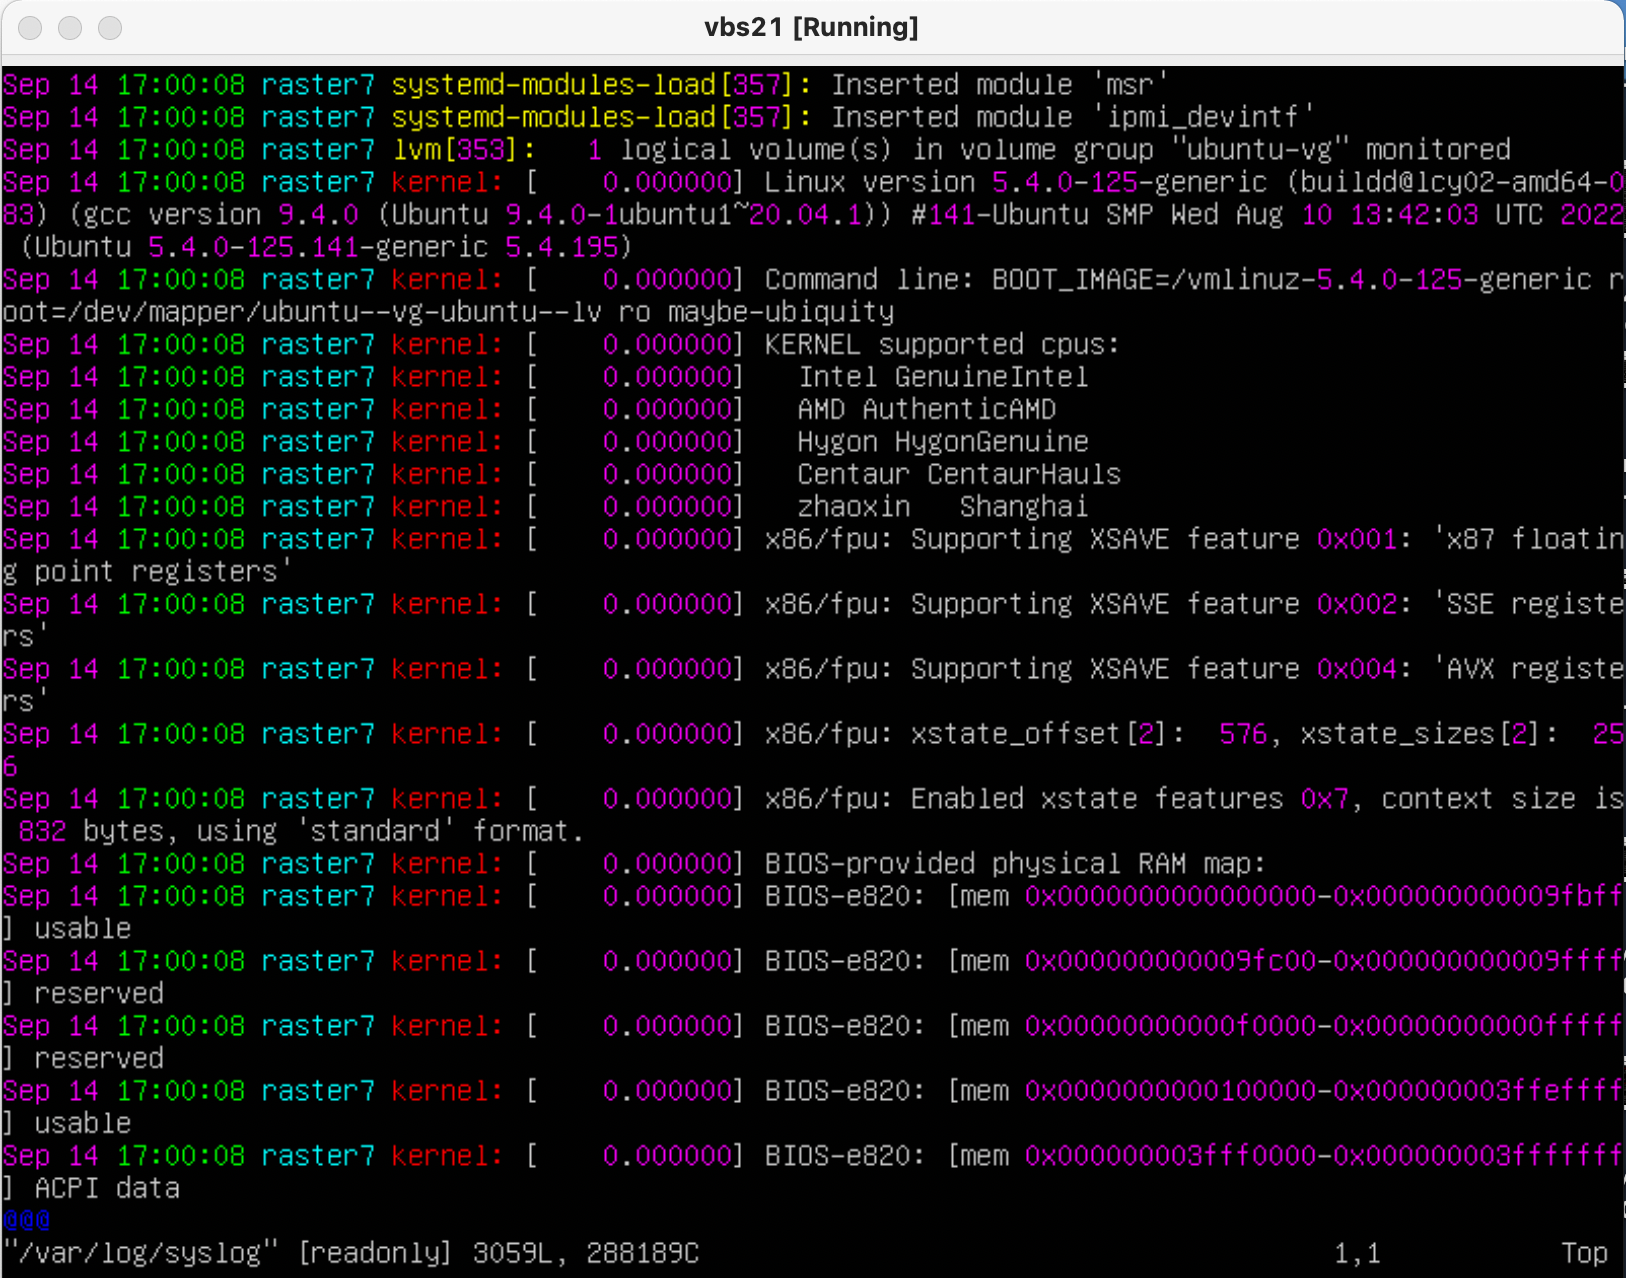 vbs21 [Running]
Sep 14 17:00:08 raster7 systemd-modules-load[357]: Inserted module 'msr'
Sep 14 17:00:08 raster7 systemd-modules-load[357]: Inserted module 'ipmi_devintf'
Sep 14 17:00:08 raster7 lvm[353]:   1 logical volume(s) in volume group "ubuntu-vg" monitored
Sep 14 17:00:08 raster7 kernel: [    0.000000] Linux version 5.4.0-125-generic (buildd@lcy02-amd64-0
83) (gcc version 9.4.0 (Ubuntu 9.4.0-1ubuntu1~20.04.1)) #141-Ubuntu SMP Wed Aug 10 13:42:03 UTC 2022
 (Ubuntu 5.4.0-125.141-generic 5.4.195)
Sep 14 17:00:08 raster7 kernel: [    0.000000] Command line: BOOT_IMAGE=/vmlinuz-5.4.0-125-generic r
oot=/dev/mapper/ubuntu--vg-ubuntu--lv ro maybe-ubiquity
Sep 14 17:00:08 raster7 kernel: [    0.000000] KERNEL supported cpus:
Sep 14 17:00:08 raster7 kernel: [    0.000000]   Intel GenuineIntel
Sep 14 17:00:08 raster7 kernel: [    0.000000]   AMD AuthenticAMD
Sep 14 17:00:08 raster7 kernel: [    0.000000]   Hygon HygonGenuine
Sep 14 17:00:08 raster7 kernel: [    0.000000]   Centaur CentaurHauls
Sep 14 17:00:08 raster7 kernel: [    0.000000]   zhaoxin   Shanghai
Sep 14 17:00:08 raster7 kernel: [    0.000000] x86/fpu: Supporting XSAVE feature 0x001: 'x87 floatin
g point registers'
Sep 14 17:00:08 raster7 kernel: [    0.000000] x86/fpu: Supporting XSAVE feature 0x002: 'SSE registe
rs'
Sep 14 17:00:08 raster7 kernel: [    0.000000] x86/fpu: Supporting XSAVE feature 0x004: 'AVX registe
rs'
Sep 14 17:00:08 raster7 kernel: [    0.000000] x86/fpu: xstate_offset[2]:  576, xstate_sizes[2]:  25
6
Sep 14 17:00:08 raster7 kernel: [    0.000000] x86/fpu: Enabled xstate features 0x7, context size is
 832 bytes, using 'standard' format.
Sep 14 17:00:08 raster7 kernel: [    0.000000] BIOS-provided physical RAM map:
Sep 14 17:00:08 raster7 kernel: [    0.000000] BIOS-e820: [mem 0x0000000000000000-0x000000000009fbff
] usable
Sep 14 17:00:08 raster7 kernel: [    0.000000] BIOS-e820: [mem 0x000000000009fc00-0x000000000009ffff
] reserved
Sep 14 17:00:08 raster7 kernel: [    0.000000] BIOS-e820: [mem 0x00000000000f0000-0x00000000000fffff
] reserved
Sep 14 17:00:08 raster7 kernel: [    0.000000] BIOS-e820: [mem 0x0000000000100000-0x000000003ffeffff
] usable
Sep 14 17:00:08 raster7 kernel: [    0.000000] BIOS-e820: [mem 0x000000003fff0000-0x000000003fffffff
] ACPI data
@@@
"/var/log/syslog" [readonly] 3059L, 288189C 1,1 Top